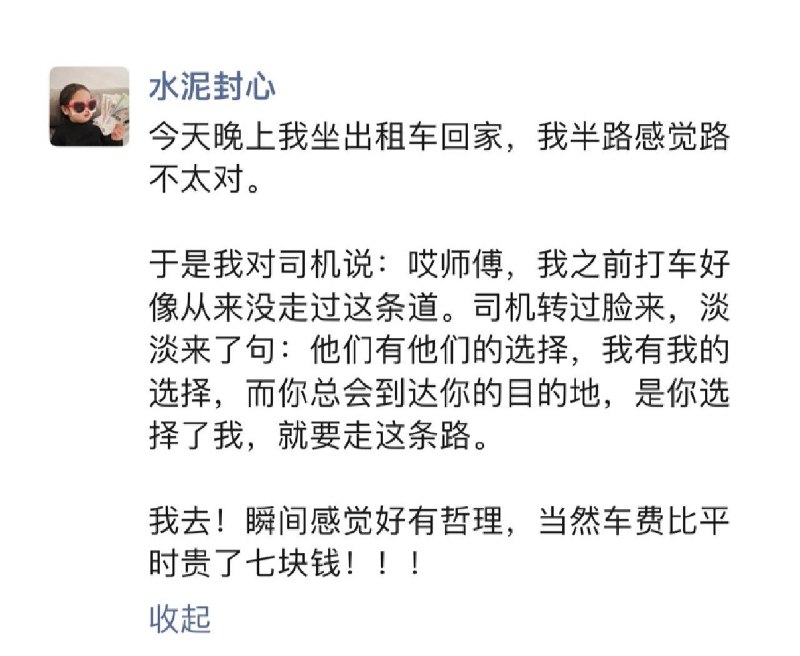 水泥封心
今天晚上我坐出租车回家，我半路感觉路
不太对。
于是我对司机说：哎师傅，我之前打车好
像从来没走过这条道。司机转过脸来，淡
淡来了句：他们有他们的选择，我有我的
选择，而你总会到达你的目的地，是你选
择了我，就要走这条路。
我去！瞬间感觉好有哲理，当然车费比平
时贵了七块钱！！！
收起